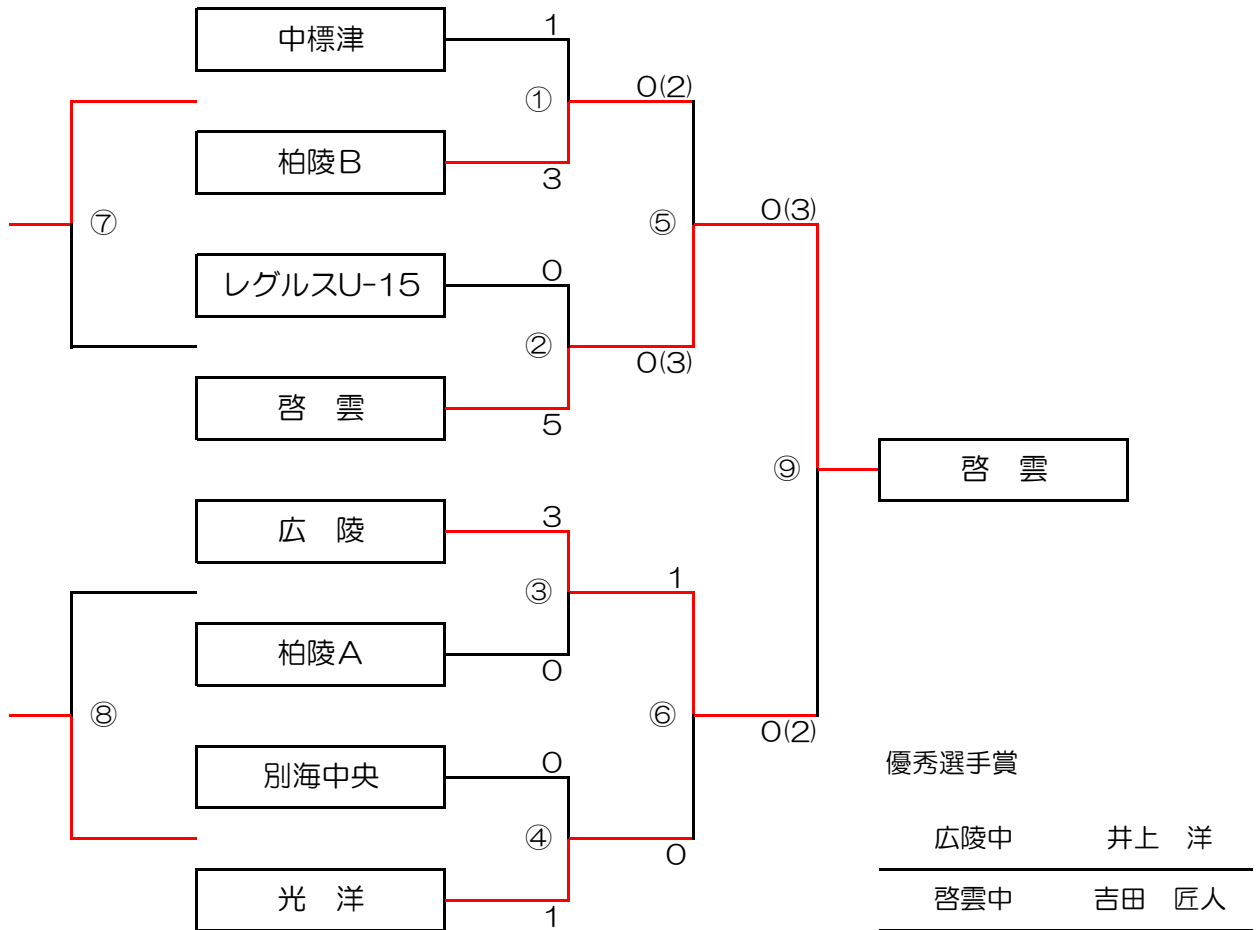 中標津
1
①
0(2)
柏陵B
3
⑦
⑤
0(3)
レグルスU-15
0
②
0(3)
啓　雲
5
⑨
啓　雲
広　陵
3
③
1
柏陵A
0
⑧
⑥
0(2)
別海中央
0
優秀選手賞
④
0
広陵中　井上　洋
光　洋
1
啓雲中　吉田　匠人